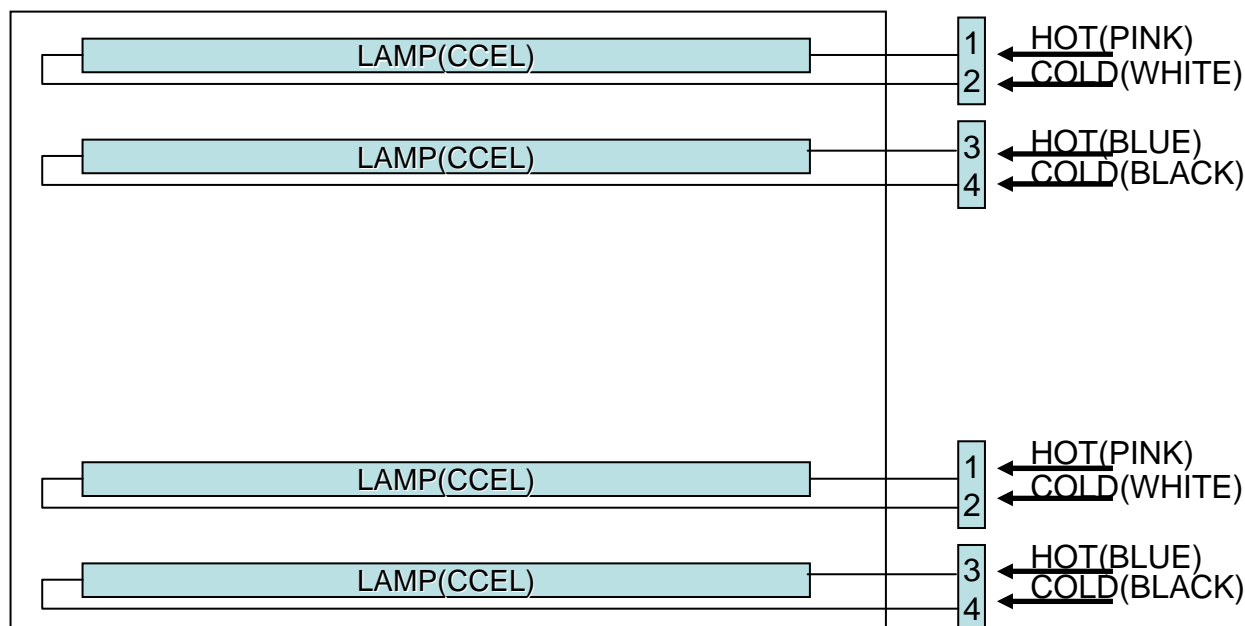 LAMP(CCEL)
1
HOT(PINK)
2
COLD(WHITE)
LAMP(CCEL)
3
HOT(BLUE)
4
COLD(BLACK)
LAMP(CCEL)
1
HOT(PINK)
2
COLD(WHITE)
LAMP(CCEL)
3
HOT(BLUE)
4
COLD(BLACK)